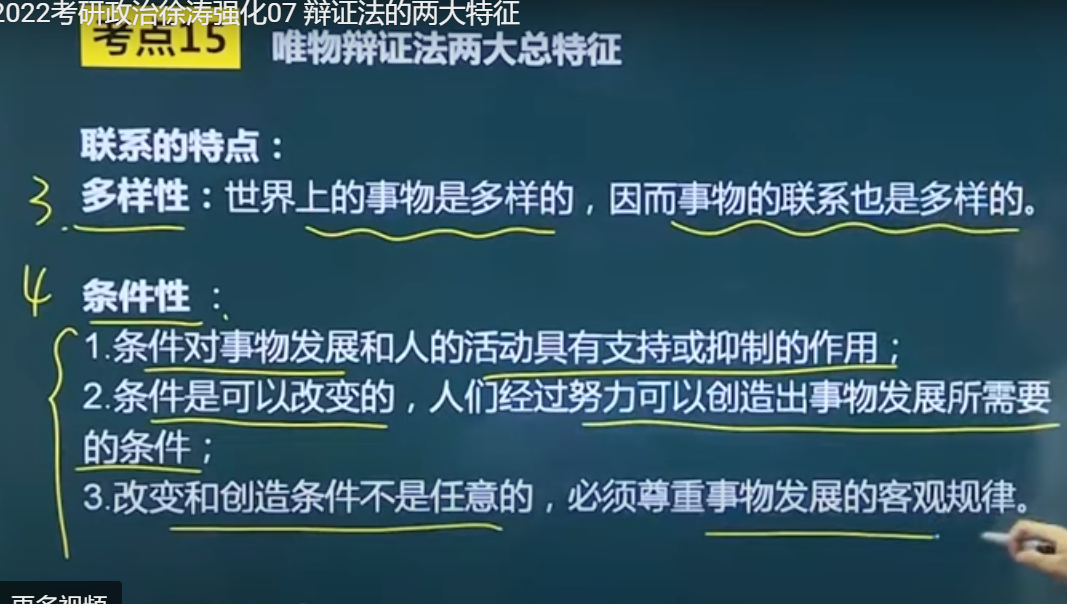 2022考研政治徐涛强化07 辩证法的两大特征
考点15 唯物辩证法两大总特征
联系的特点：
3. 多样性：世界上的事物是多样的，因而事物的联系也是多样的。
4 条件性：
1.条件对事物发展和人的活动具有支持或抑制的作用；
2.条件是可以改变的，人们经过努力可以创造出事物发展所需要
的条件；
3.改变和创造条件不是任意的，必须尊重事物发展的客观规律。
更多视频